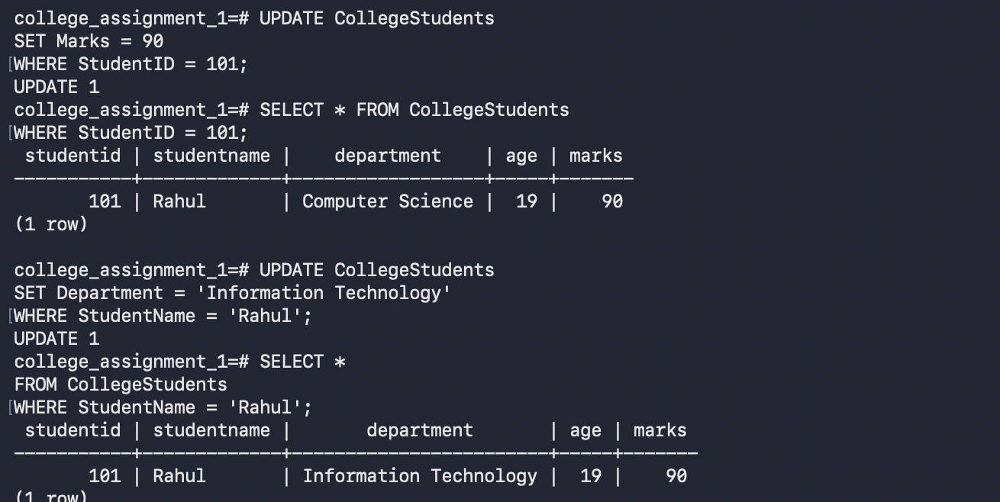 college_assignment_1=# UPDATE CollegeStudents
SET Marks = 90
[WHERE StudentID = 101;
UPDATE 1
college_assignment_1=# SELECT * FROM CollegeStudents
[WHERE StudentID = 101;
 studentid | studentname |    department    | age | marks
-----------+-------------+------------------+-----+-------
       101 | Rahul       | Computer Science |  19 |    90
(1 row)

college_assignment_1=# UPDATE CollegeStudents
SET Department = 'Information Technology'
[WHERE StudentName = 'Rahul';
UPDATE 1
college_assignment_1=# SELECT *
FROM CollegeStudents
[WHERE StudentName = 'Rahul';
 studentid | studentname |       department       | age | marks
-----------+-------------+------------------------+-----+-------
       101 | Rahul       | Information Technology |  19 |    90
(1 row)